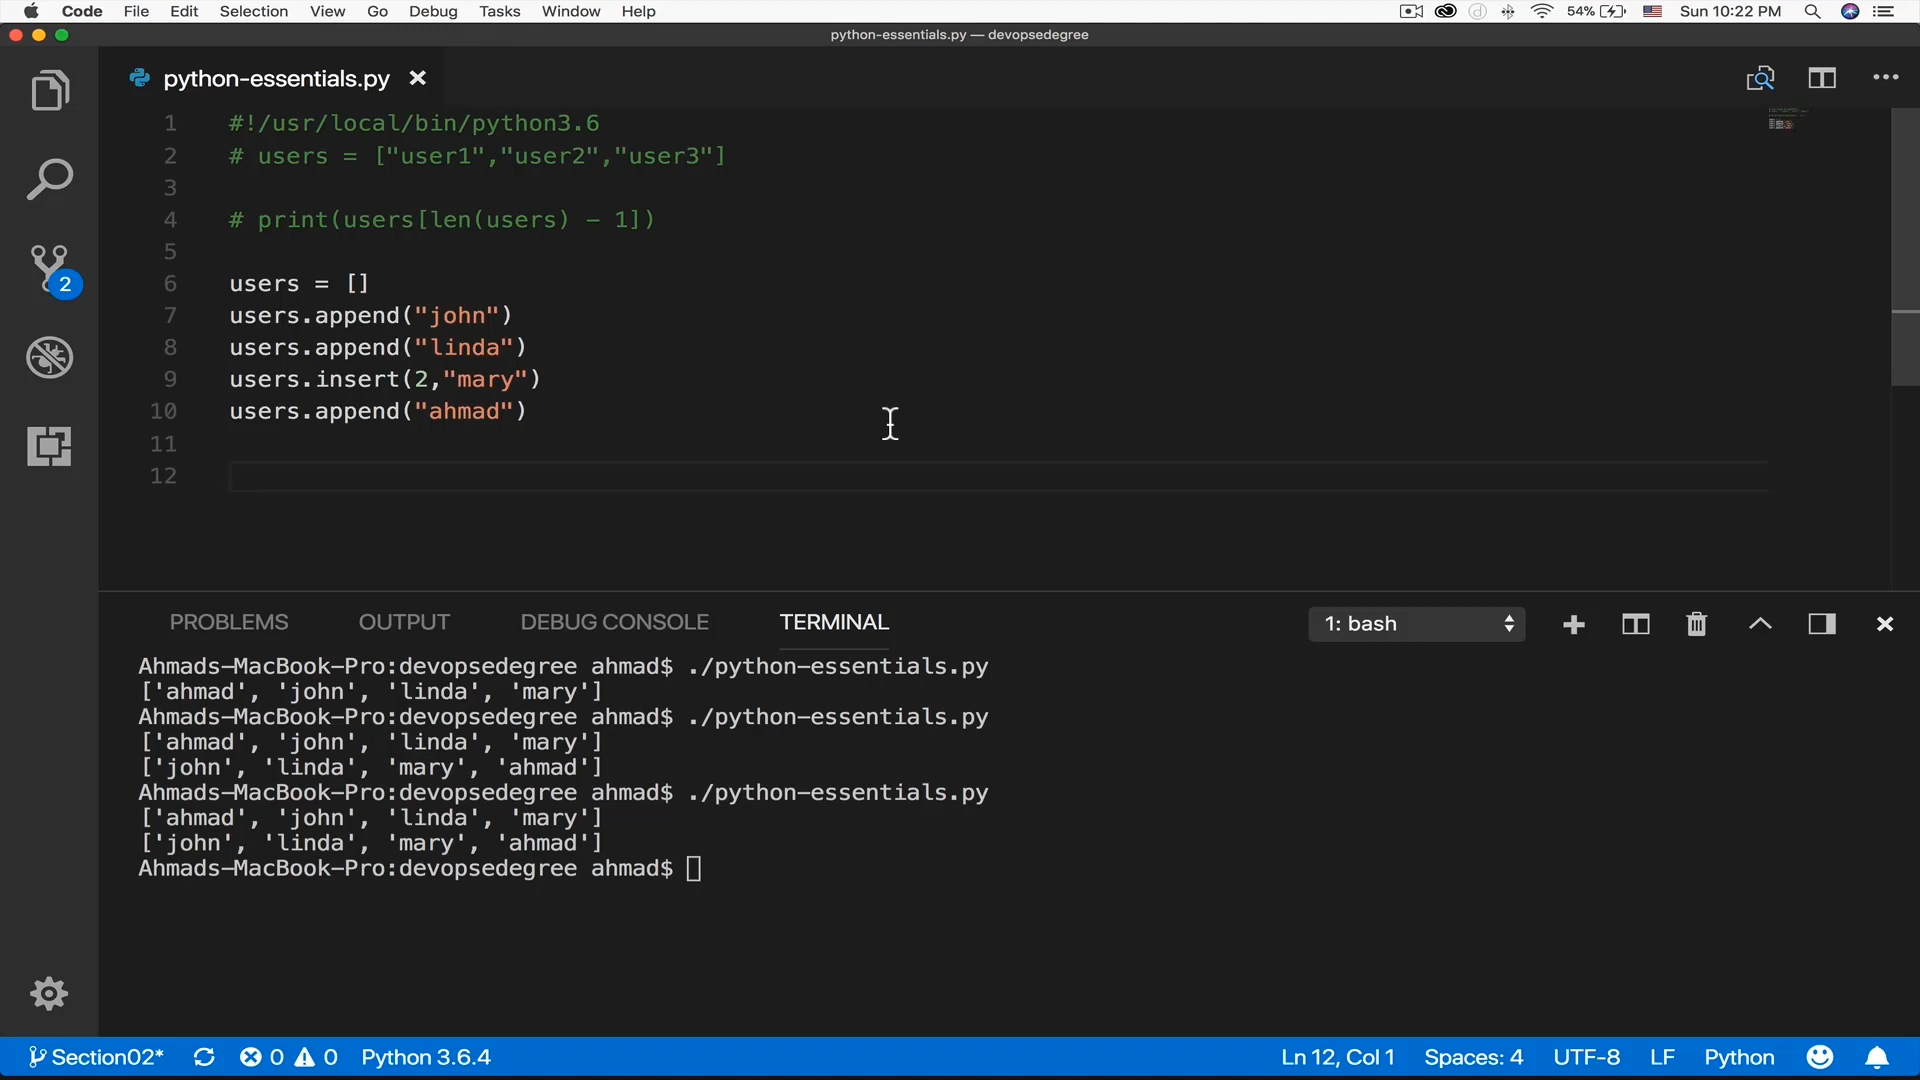 Code File Edit Selection View Go Debug Tasks Window Help 54% Sun 10:22 PM
python-essentials.py — devopsedegree
python-essentials.py
1 #!/usr/local/bin/python3.6
2 # users = ["user1","user2","user3"]
3
4 # print(users[len(users) - 1])
5
6 users = []
7 users.append("john")
8 users.append("linda")
9 users.insert(2,"mary")
10 users.append("ahmad")
11
12
2
PROBLEMS OUTPUT DEBUG CONSOLE TERMINAL 1: bash
Ahmads-MacBook-Pro:devopsedegree ahmad$ ./python-essentials.py
['ahmad', 'john', 'linda', 'mary']
Ahmads-MacBook-Pro:devopsedegree ahmad$ ./python-essentials.py
['ahmad', 'john', 'linda', 'mary']
['john', 'linda', 'mary', 'ahmad']
Ahmads-MacBook-Pro:devopsedegree ahmad$ ./python-essentials.py
['ahmad', 'john', 'linda', 'mary']
['john', 'linda', 'mary', 'ahmad']
Ahmads-MacBook-Pro:devopsedegree ahmad$
Section02* 0 0 Python 3.6.4 Ln 12, Col 1 Spaces: 4 UTF-8 LF Python